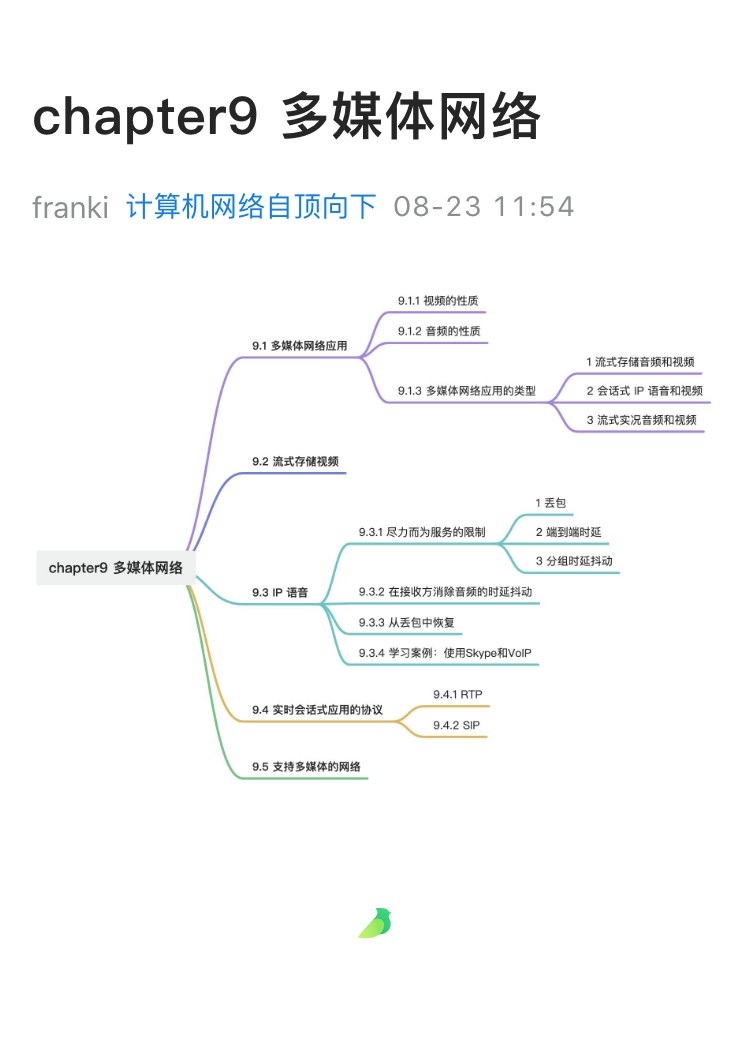 chapter9 多媒体网络
franki 计算机网络自顶向下 08-23 11:54
chapter9 多媒体网络
9.1 多媒体网络应用
9.1.1 视频的性质
9.1.2 音频的性质
9.1.3 多媒体网络应用的类型
1 流式存储音频和视频
2 会话式 IP 语音和视频
3 流式实况音频和视频
9.2 流式存储视频
9.3 IP 语音
9.3.1 尽力而为服务的限制
1 丢包
2 端到端时延
3 分组时延抖动
9.3.2 在接收方消除音频的时延抖动
9.3.3 从丢包中恢复
9.3.4 学习案例：使用Skype和VoIP
9.4 实时会话式应用的协议
9.4.1 RTP
9.4.2 SIP
9.5 支持多媒体的网络